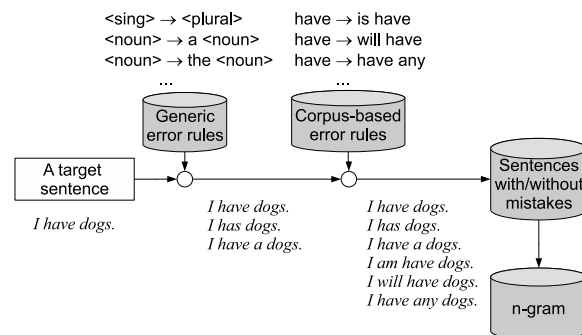 <sing> → <plural>
<noun> → a <noun>
<noun> → the <noun>
...
have → is have
have → will have
have → have any
...
Generic
error rules
Corpus-based
error rules
A target
sentence
Sentences
with/without
mistakes
I have dogs.
I have dogs.
I has dogs.
I have a dogs.
I have dogs.
I has dogs.
I have a dogs.
I am have dogs.
I will have dogs.
I have any dogs.
n-gram